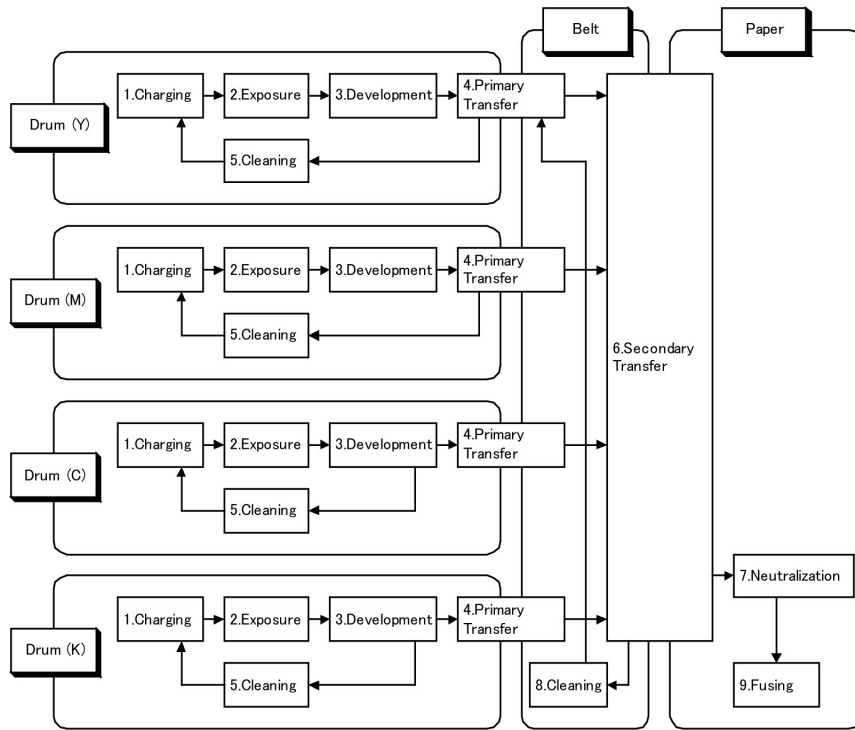 Belt
Paper
1.Charging
2.Exposure
3.Development
4.Primary
Transfer
Drum (Y)
5.Cleaning
1.Charging
2.Exposure
3.Development
4.Primary
Transfer
Drum (M)
5.Cleaning
6.Secondary
Transfer
1.Charging
2.Exposure
3.Development
4.Primary
Transfer
Drum (C)
5.Cleaning
7.Neutralization
1.Charging
2.Exposure
3.Development
4.Primary
Transfer
Drum (K)
5.Cleaning
8.Cleaning
9.Fusing